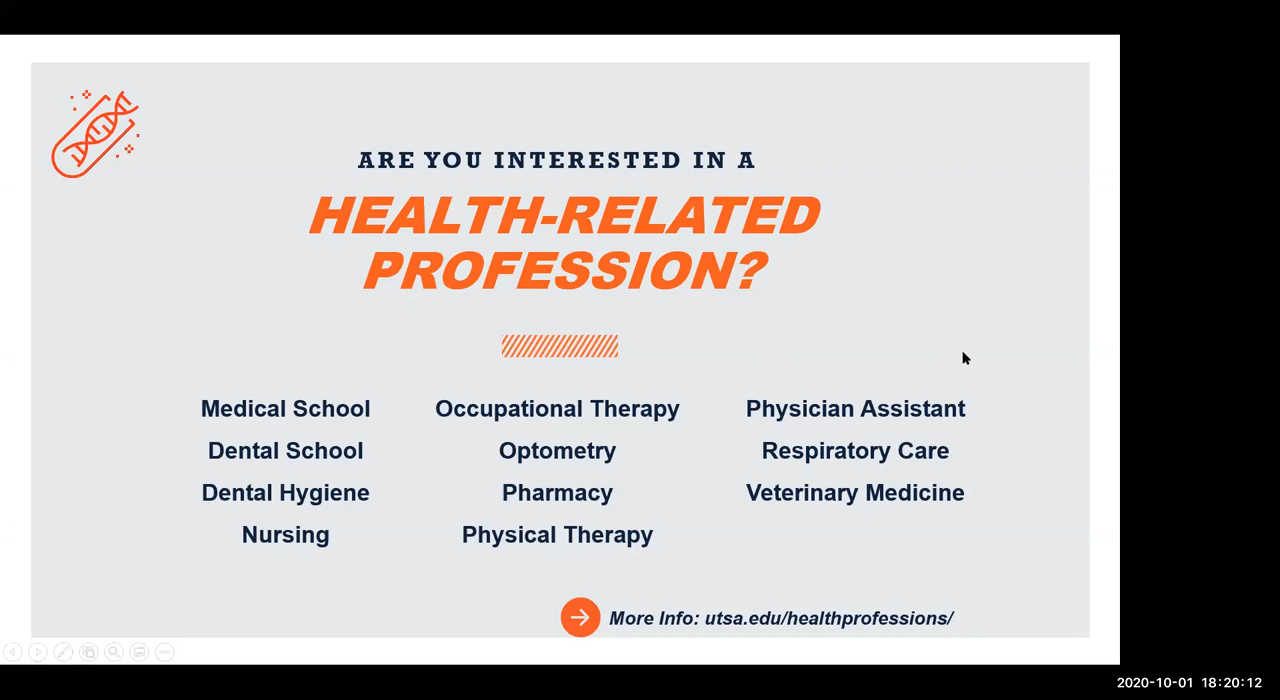 ARE YOU INTERESTED IN A
HEALTH-RELATED
PROFESSION?
Medical School
Dental School
Dental Hygiene
Nursing
Occupational Therapy
Optometry
Pharmacy
Physical Therapy
Physician Assistant
Respiratory Care
Veterinary Medicine
More Info: utsa.edu/healthprofessions/
2020-10-01 18:20:12